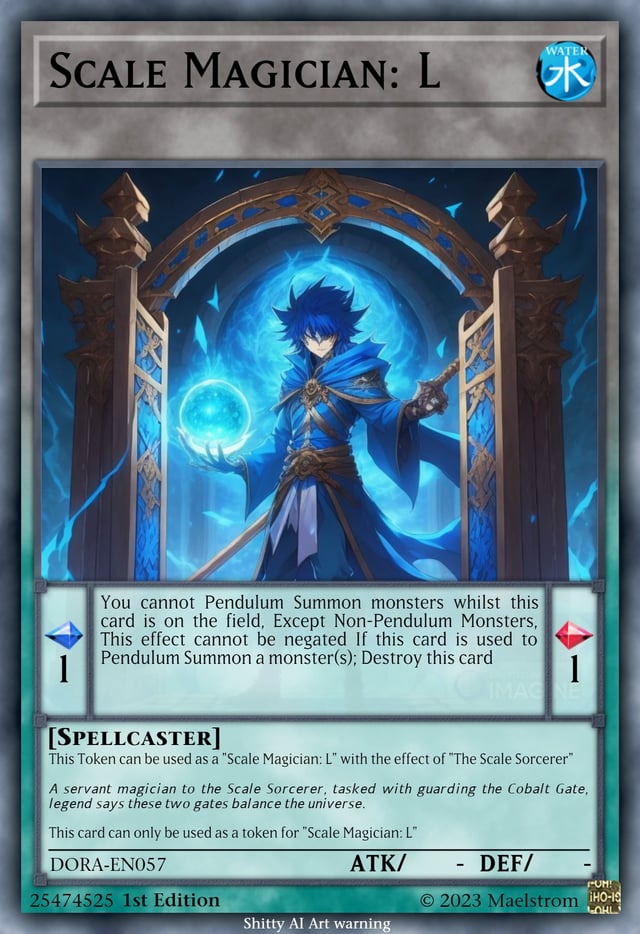 Scale Magician: L
WATER
水
You cannot Pendulum Summon monsters whilst this
card is on the field, Except Non-Pendulum Monsters,
This effect cannot be negated If this card is used to
Pendulum Summon a monster(s); Destroy this card
1
1
IMAGINE
[Spellcaster]
This Token can be used as a "Scale Magician: L" with the effect of "The Scale Sorcerer"
A servant magician to the Scale Sorcerer, tasked with guarding the Cobalt Gate,
legend says these two gates balance the universe.
This card can only be used as a token for "Scale Magician: L"
DORA-EN057
ATK/ - DEF/ -
25474525 1st Edition
© 2023 Maelstrom
Shitty AI Art warning